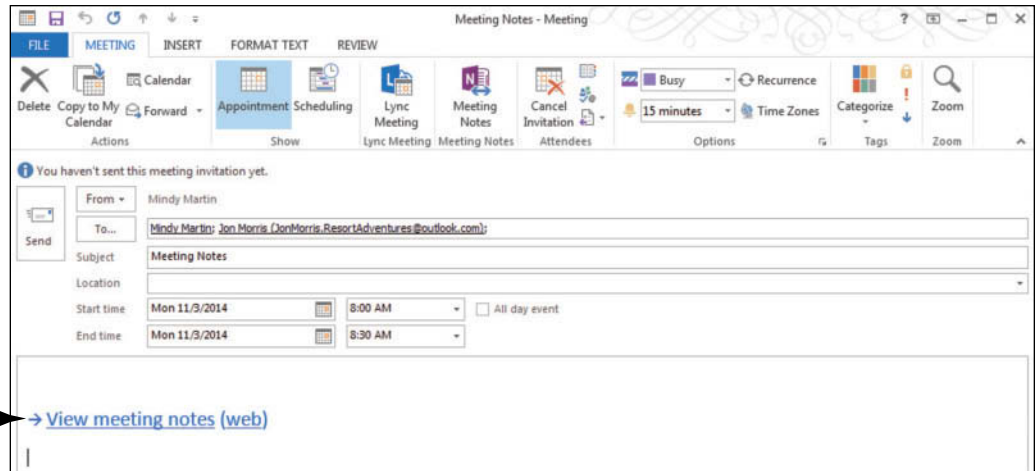 Meeting Notes - Meeting
FILE MEETING INSERT FORMAT TEXT REVIEW
Delete Copy to My Calendar Calendar Forward Appointment Scheduling Lync Meeting Meeting Notes Cancel Invitation Busy 15 minutes Recurrence Time Zones Categorize Zoom
Actions Show Lync Meeting Meeting Notes Attendees Options Tags Zoom
You haven't sent this meeting invitation yet.
From Mindy Martin
Send
To... Mindy Martin; Jon Morris (JonMorris.ResortAdventures@outlook.com);
Subject Meeting Notes
Location
Start time Mon 11/3/2014 8:00 AM All day event
End time Mon 11/3/2014 8:30 AM
→ View meeting notes (web)